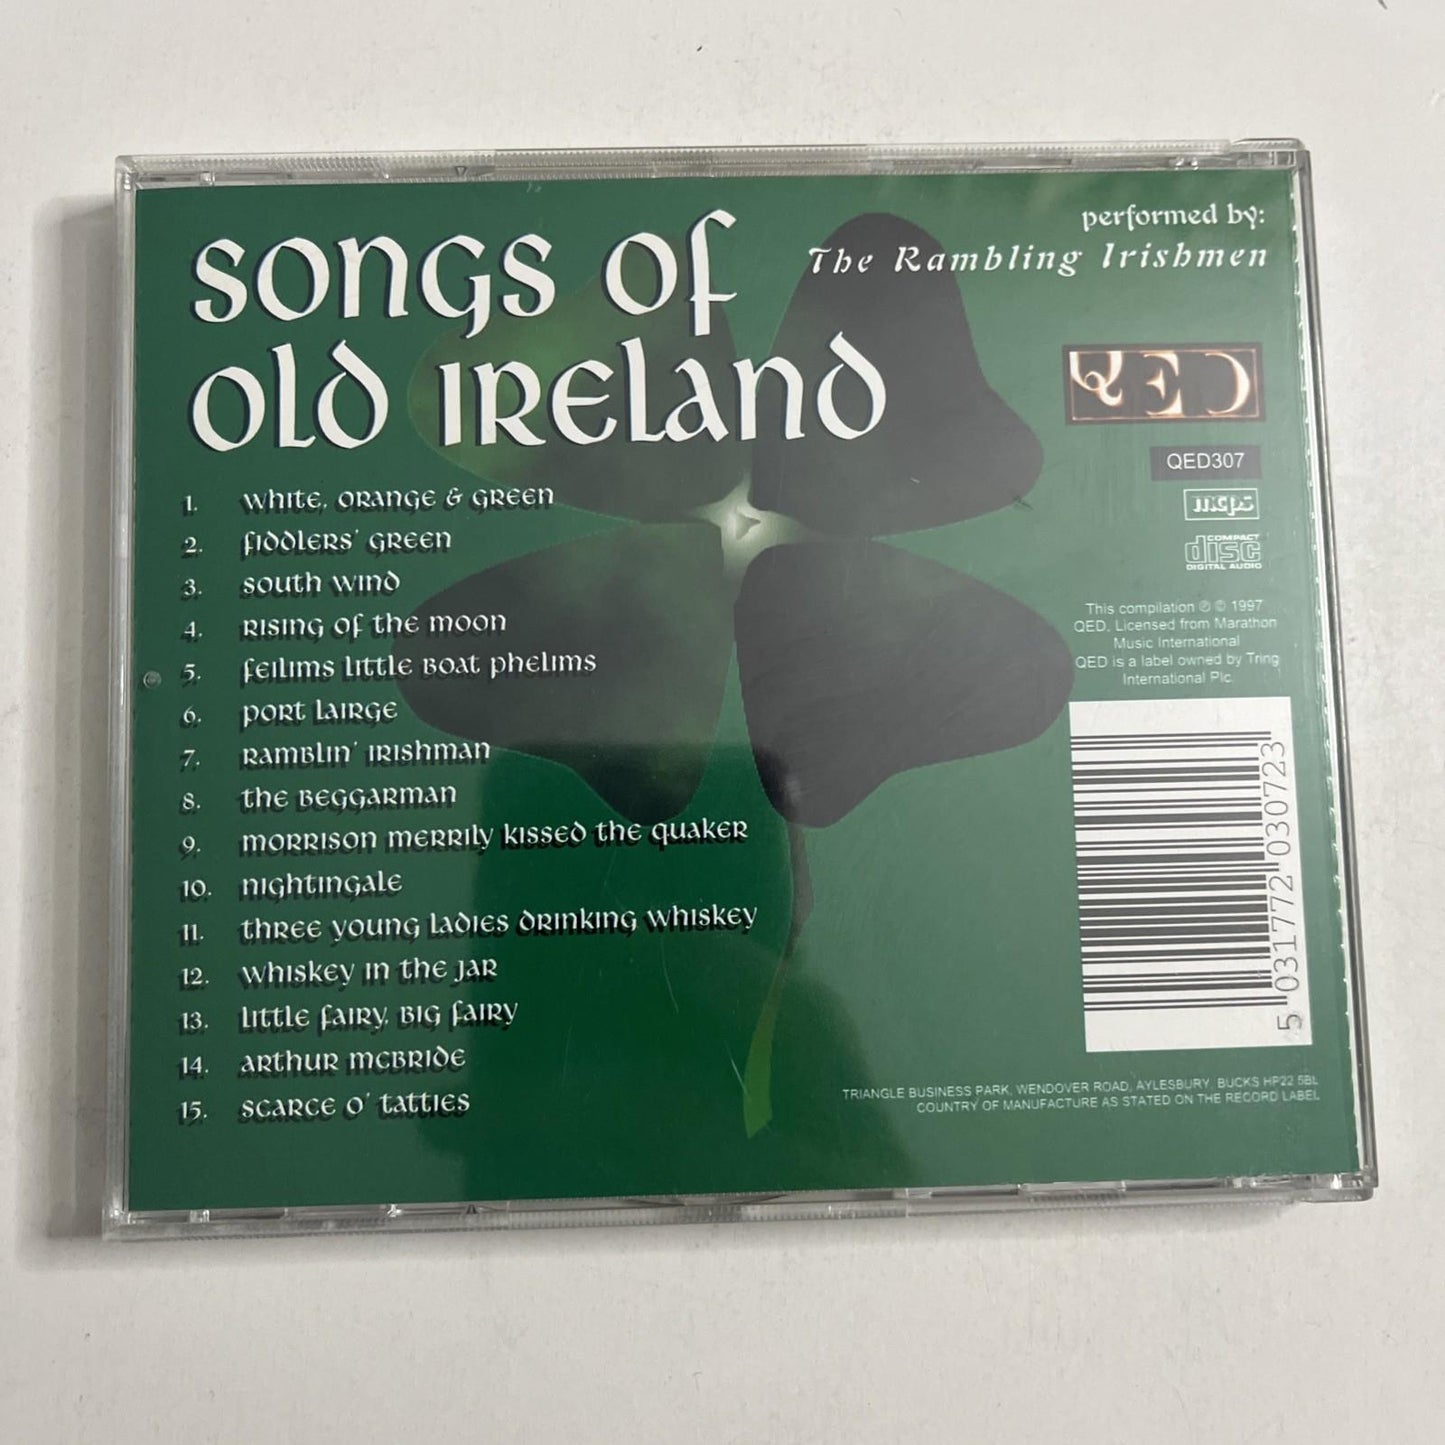 Songs of
Old Ireland
performed by:
The Rambling Irishmen
QED
QED307
mcps
COMPACT
disc
DIGITAL AUDIO
1. White, Orange & Green
2. Fiddlers' Green
3. South Wind
4. Rising of the Moon
5. Feilims Little Boat Phelims
6. Port Lairge
7. Ramblin' Irishman
8. The Beggarman
9. Morrison Merrily Kissed the Quaker
10. Nightingale
11. Three Young Ladies Drinking Whiskey
12. Whiskey in the Jar
13. Little Fairy, Big Fairy
14. Arthur McBride
15. Scarce o' Tatties
This compilation ℗ © 1997
QED. Licensed from Marathon
Music International
QED is a label owned by Tring
International Plc.
5 031772 030723
TRIANGLE BUSINESS PARK, WENDOVER ROAD, AYLESBURY, BUCKS HP22 5BL
COUNTRY OF MANUFACTURE AS STATED ON THE RECORD LABEL